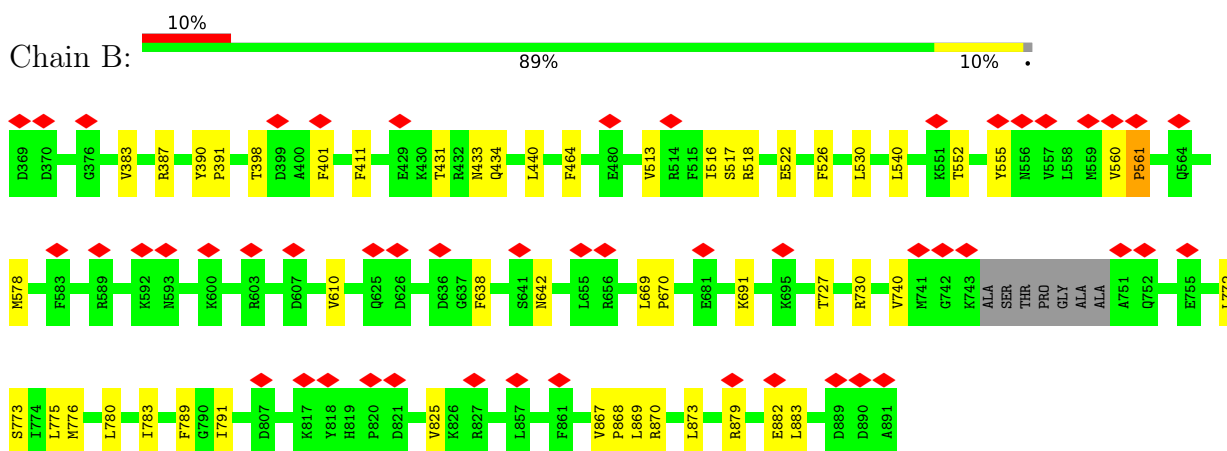 10%
Chain B:
89% 10% •
D369 D370 G376 V383 R387 Y390 P391 T398 D399 A400 F401 F411 E429 K430 T431 R432 N433 Q434 L440 F464 E480 V513 R514 F515 I516 S517 R518 E522 F526 L530 L540 K551 T552 Y555 N556 V557 L558 M559 V560 P561 Q564
M578 F583 R589 K592 N593 K600 R603 D607 V610 Q625 D626 D636 G637 F638 S641 N642 L655 R656 L669 P670 E681 K691 K695 T727 R730 V740 M741 G742 K743 ALA SER THR PRO GLY ALA ALA A751 Q752 E755
S773 I774 L775 M776 L780 I783 F789 G790 I791 D807 K817 Y818 H819 P820 D821 V825 K826 R827 L857 F861 V867 P868 L869 R870 L873 R879 E882 L883 D889 D890 A891